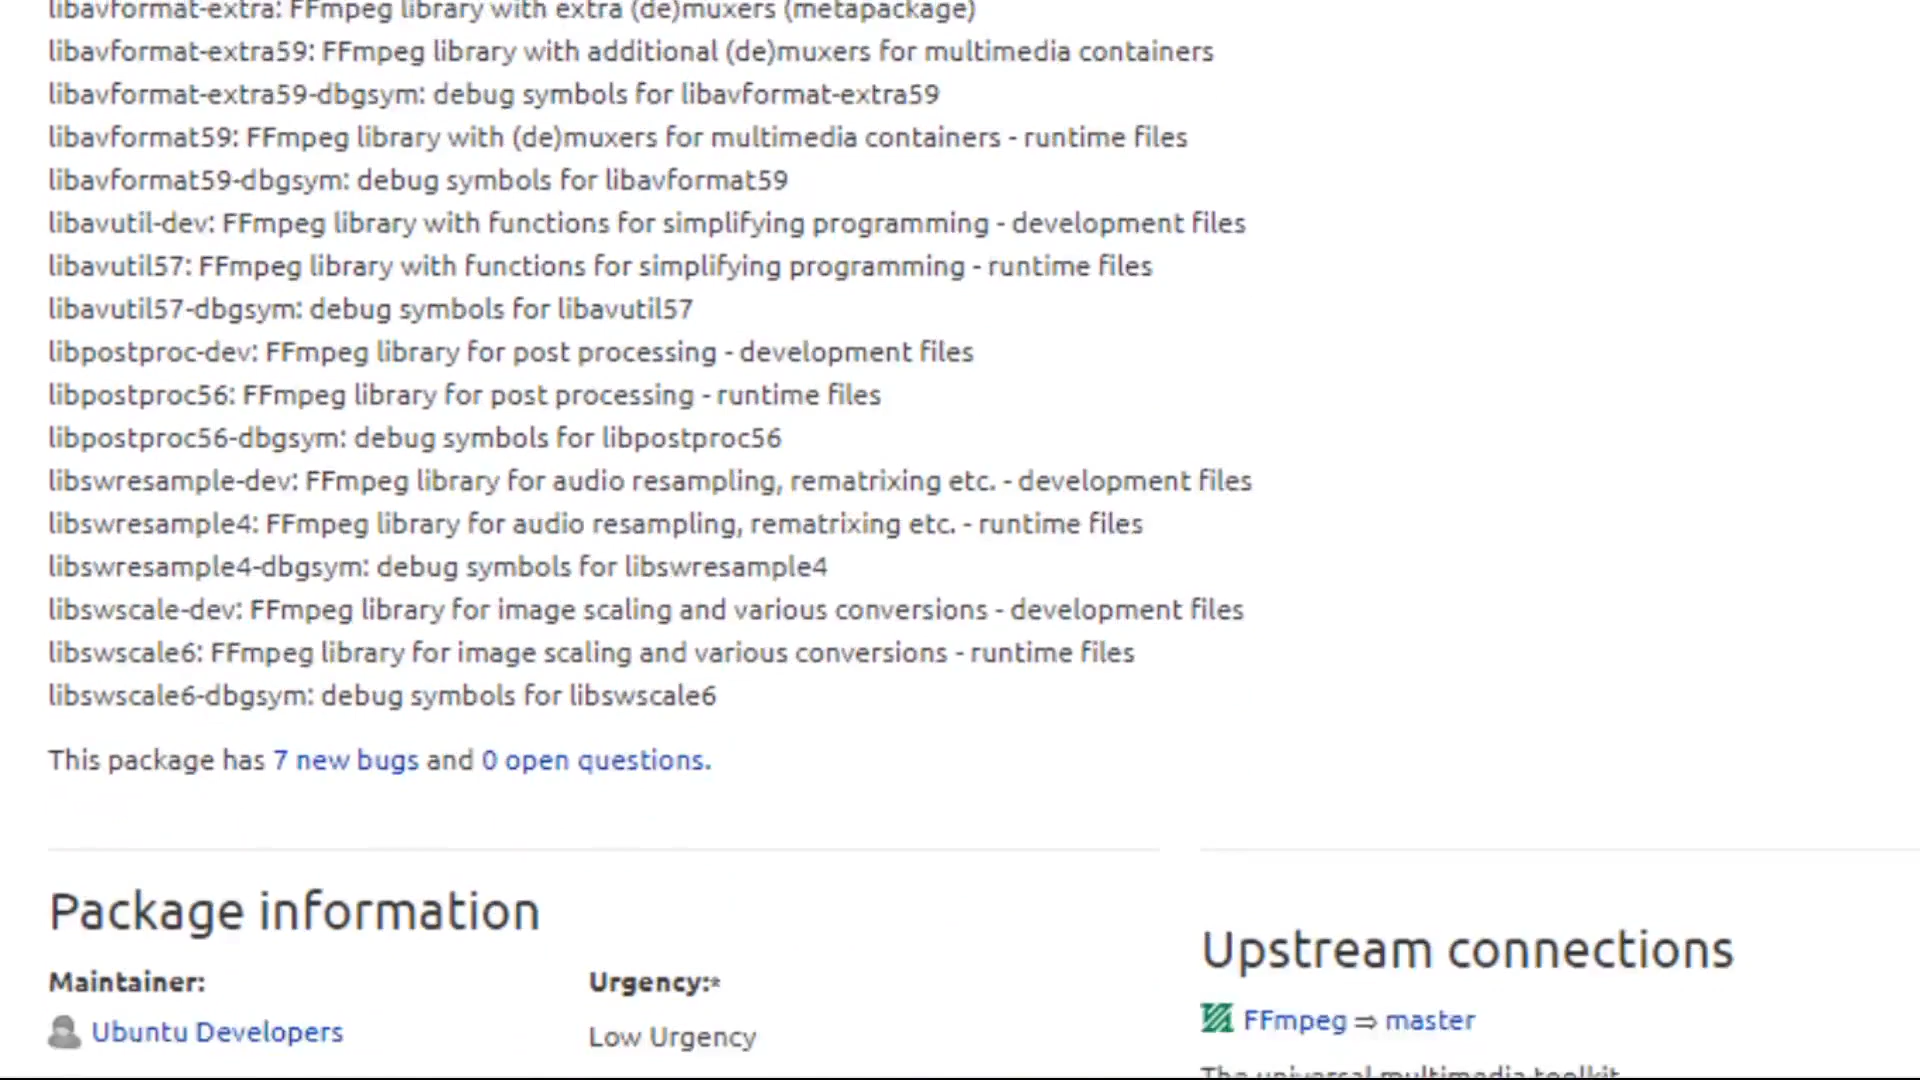 libavformat-extra: FFmpeg library with extra (de)muxers (metapackage)
libavformat-extra59: FFmpeg library with additional (de)muxers for multimedia containers
libavformat-extra59-dbgsym: debug symbols for libavformat-extra59
libavformat59: FFmpeg library with (de)muxers for multimedia containers - runtime files
libavformat59-dbgsym: debug symbols for libavformat59
libavutil-dev: FFmpeg library with functions for simplifying programming - development files
libavutil57: FFmpeg library with functions for simplifying programming - runtime files
libavutil57-dbgsym: debug symbols for libavutil57
libpostproc-dev: FFmpeg library for post processing - development files
libpostproc56: FFmpeg library for post processing - runtime files
libpostproc56-dbgsym: debug symbols for libpostproc56
libswresample-dev: FFmpeg library for audio resampling, rematrixing etc. - development files
libswresample4: FFmpeg library for audio resampling, rematrixing etc. - runtime files
libswresample4-dbgsym: debug symbols for libswresample4
libswscale-dev: FFmpeg library for image scaling and various conversions - development files
libswscale6: FFmpeg library for image scaling and various conversions - runtime files
libswscale6-dbgsym: debug symbols for libswscale6
This package has 7 new bugs and 0 open questions.
Package information
Maintainer:
Ubuntu Developers
Urgency:*
Low Urgency
Upstream connections
FFmpeg ⇒ master
The universal multimedia toolkit